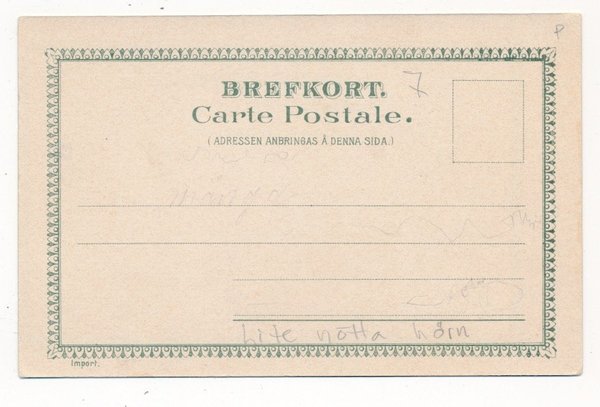 P
7
BREFKORT.
Carte Postale.
(ADRESSEN ANBRINGAS Å DENNA SIDA.)
Lite nötta hörn
Import.